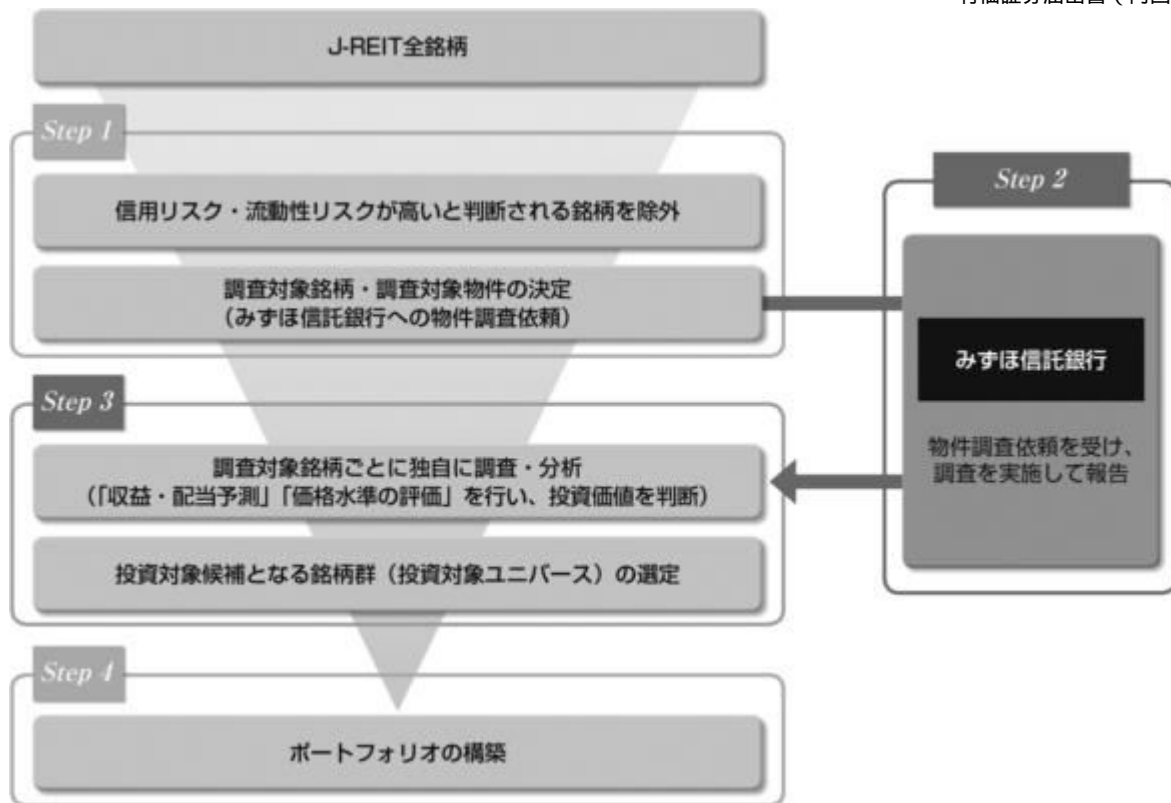 J-REIT全銘柄
Step 1
信用リスク・流動性リスクが高いと判断される銘柄を除外
調査対象銘柄・調査対象物件の決定
（みずほ信託銀行への物件調査依頼）
Step 2
みずほ信託銀行
物件調査依頼を受け、
調査を実施して報告
Step 3
調査対象銘柄ごとに独自に調査・分析
（「収益・配当予測」「価格水準の評価」を行い、投資価値を判断）
投資対象候補となる銘柄群（投資対象ユニバース）の選定
Step 4
ポートフォリオの構築